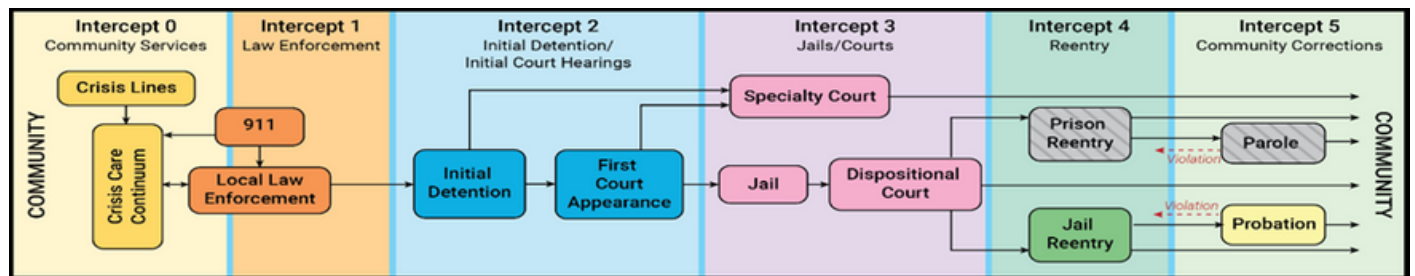 Intercept 0
Community Services
Intercept 1
Law Enforcement
Intercept 2
Initial Detention/
Initial Court Hearings
Intercept 3
Jails/Courts
Intercept 4
Reentry
Intercept 5
Community Corrections
COMMUNITY
Crisis Lines
Crisis Care
Continuum
911
Local Law
Enforcement
Initial
Detention
First
Court
Appearance
Specialty Court
Jail
Dispositional
Court
Prison
Reentry
Violation
Parole
Jail
Reentry
Violation
Probation
COMMUNITY